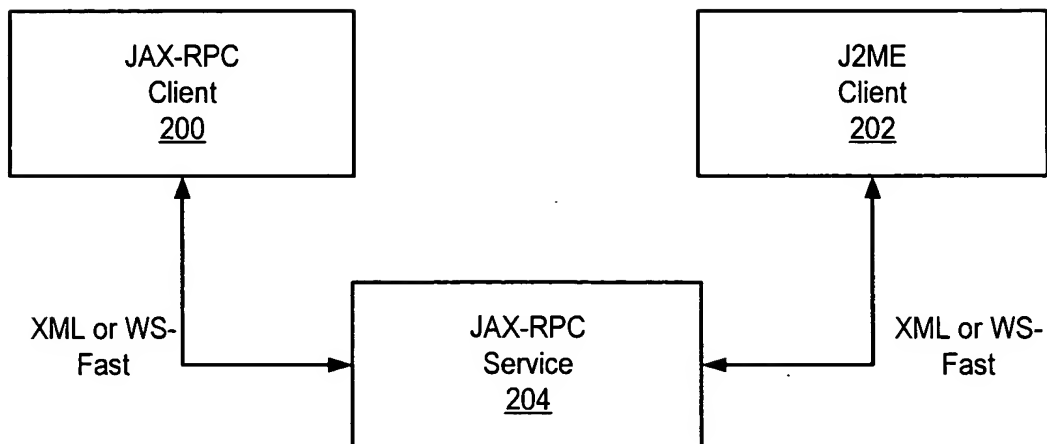 JAX-RPC
Client
200
J2ME
Client
202
XML or WS-
Fast
JAX-RPC
Service
204
XML or WS-
Fast